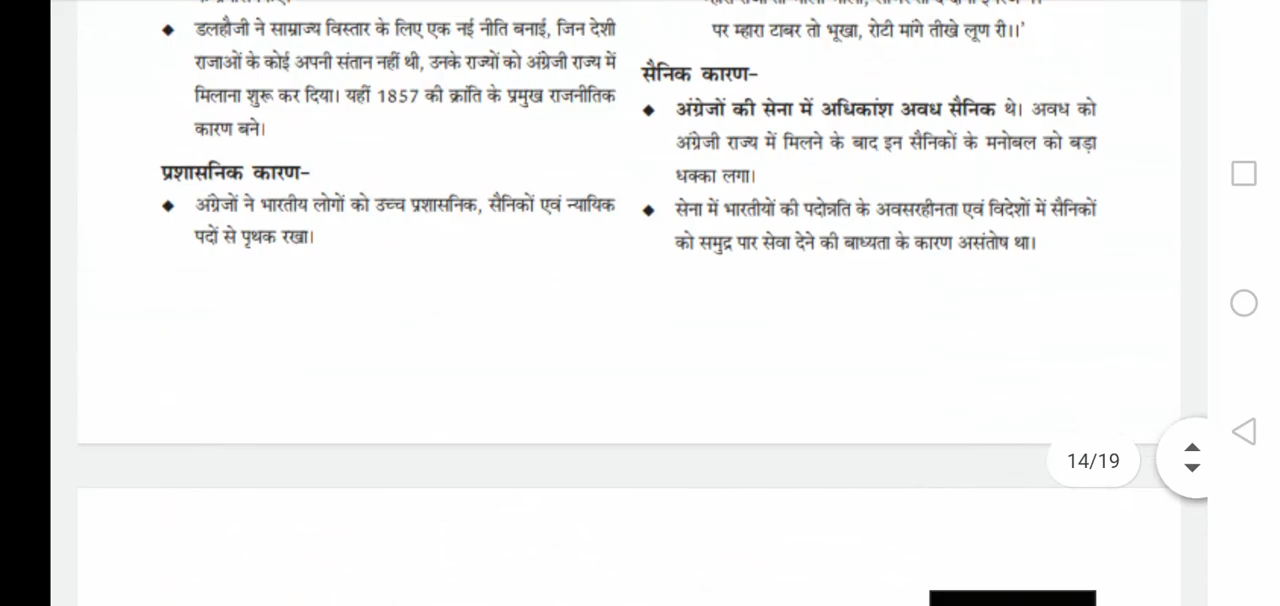 ◆ डलहौजी ने साम्राज्य विस्तार के लिए एक नई नीति बनाई, जिन देशी
राजाओं के कोई अपनी संतान नहीं थी, उनके राज्यों को अंग्रेजी राज्य में
मिलाना शुरू कर दिया। यहीं 1857 की क्रांति के प्रमुख राजनीतिक
कारण बने।
प्रशासनिक कारण-
◆ अंग्रेजों ने भारतीय लोगों को उच्च प्रशासनिक, सैनिकों एवं न्यायिक
पदों से पृथक रखा।
पर म्हारा टाबर तो भूखा, रोटी मांगे तीखे लूण री।।'
सैनिक कारण-
◆ अंग्रेजों की सेना में अधिकांश अवध सैनिक थे। अवध को
अंग्रेजी राज्य में मिलने के बाद इन सैनिकों के मनोबल को बड़ा
धक्का लगा।
◆ सेना में भारतीयों की पदोन्नति के अवसरहीनता एवं विदेशों में सैनिकों
को समुद्र पार सेवा देने की बाध्यता के कारण असंतोष था।
14/19